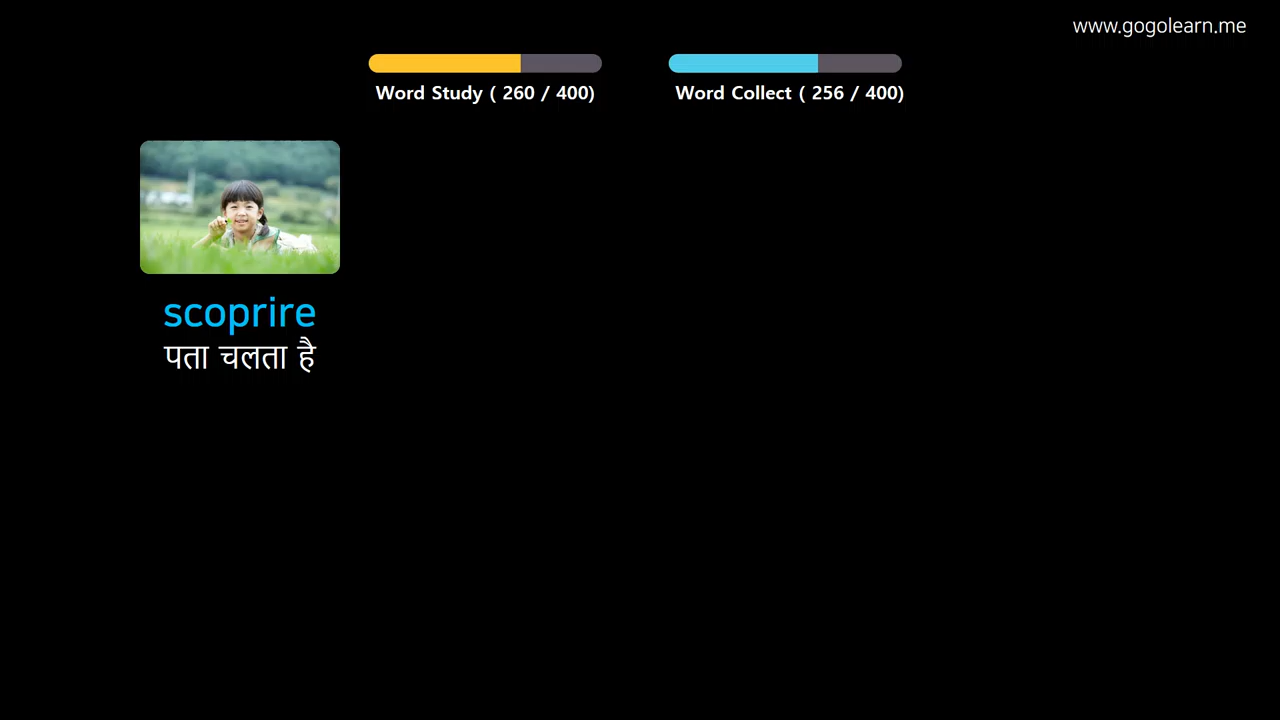 www.gogolearn.me
Word Study ( 260 / 400)
Word Collect ( 256 / 400)
scoprire
पता चलता है